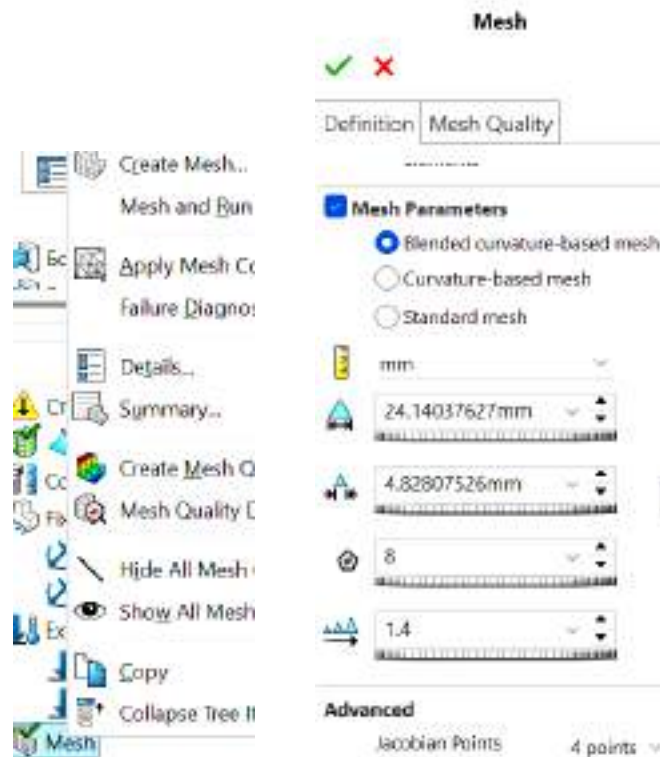 Create Mesh...
Mesh and Run
Apply Mesh Co
Failure Diagnos
Details...
Summary...
Create Mesh Q
Mesh Quality D
Hide All Mesh
Show All Mesh
Copy
Collapse Tree It
Mesh
Mesh
Definition
Mesh Quality
Mesh Parameters
Blended curvature-based mesh
Curvature-based mesh
Standard mesh
mm
24.14037627mm
4.82807526mm
8
1.4
Advanced
Jacobian Points 4 points